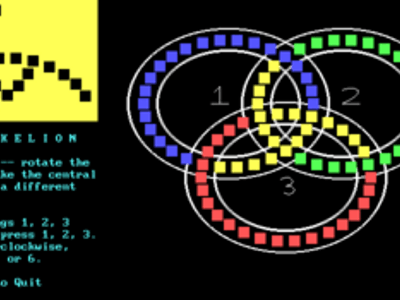 KELION
-- rotate the
ke the central
a different
gs 1, 2, 3
press 1, 2, 3.
clockwise,
or 6.
o Quit
1
2
3